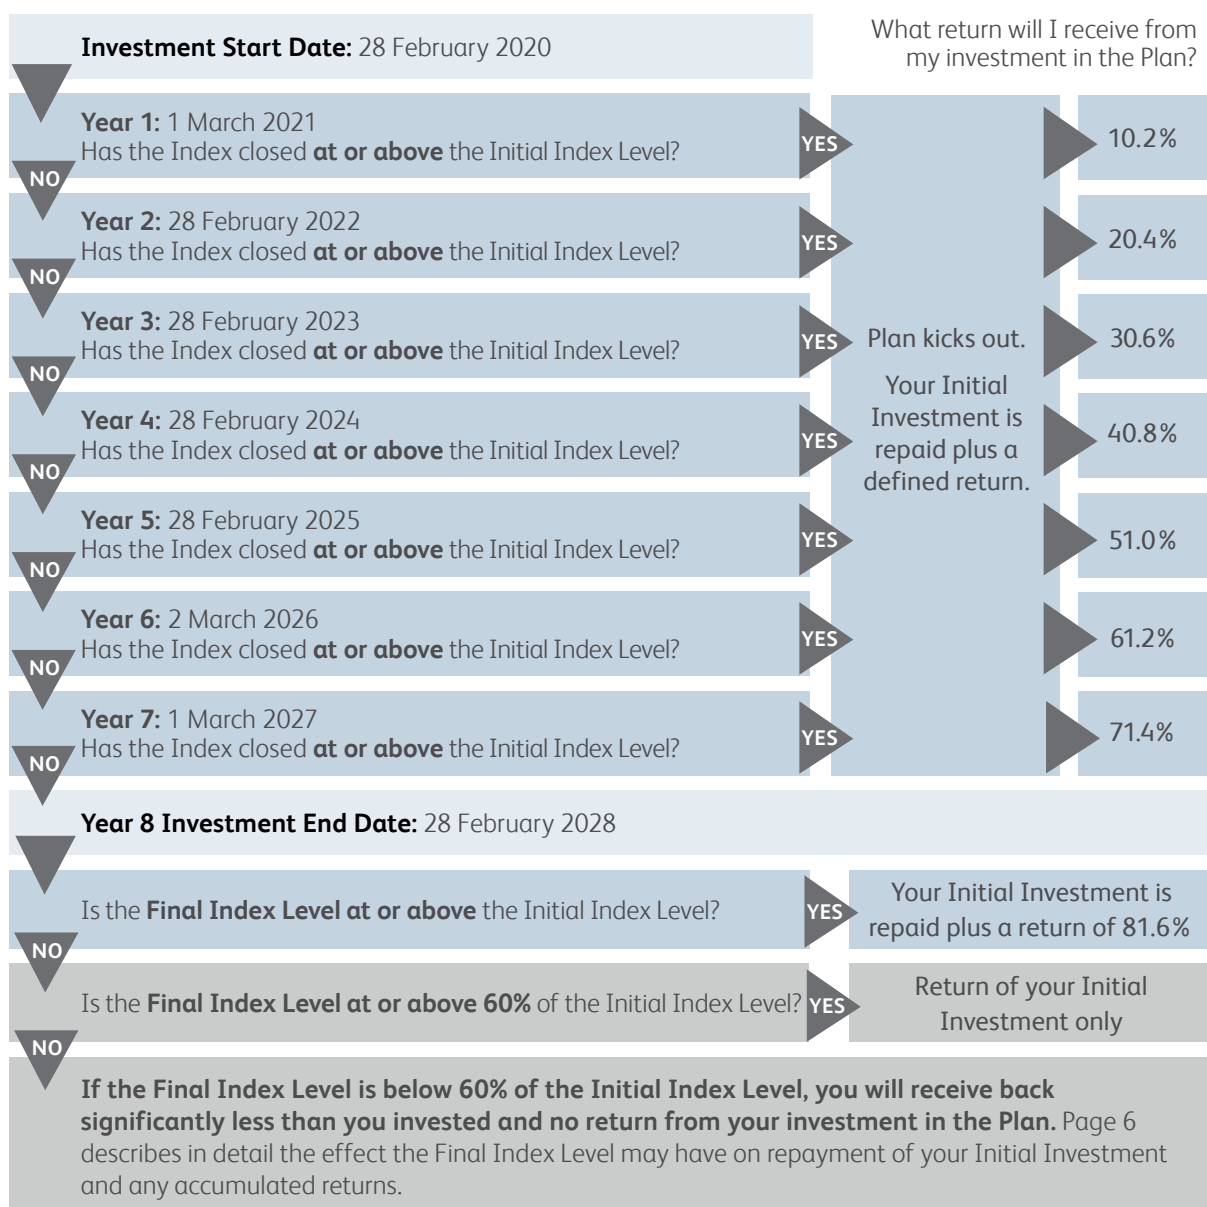 Investment Start Date: 28 February 2020
What return will I receive from
my investment in the Plan?
Year 1: 1 March 2021
Has the Index closed at or above the Initial Index Level?
YES
10.2%
NO
Year 2: 28 February 2022
Has the Index closed at or above the Initial Index Level?
YES
20.4%
NO
Year 3: 28 February 2023
Has the Index closed at or above the Initial Index Level?
YES
30.6%
NO
Year 4: 28 February 2024
Has the Index closed at or above the Initial Index Level?
YES
40.8%
NO
Year 5: 28 February 2025
Has the Index closed at or above the Initial Index Level?
YES
51.0%
NO
Year 6: 2 March 2026
Has the Index closed at or above the Initial Index Level?
YES
61.2%
NO
Year 7: 1 March 2027
Has the Index closed at or above the Initial Index Level?
YES
71.4%
NO
Plan kicks out.
Your Initial
Investment is
repaid plus a
defined return.
Year 8 Investment End Date: 28 February 2028
Is the Final Index Level at or above the Initial Index Level?
YES
Your Initial Investment is
repaid plus a return of 81.6%
NO
Is the Final Index Level at or above 60% of the Initial Index Level?
YES
Return of your Initial
Investment only
NO
If the Final Index Level is below 60% of the Initial Index Level, you will receive back
significantly less than you invested and no return from your investment in the Plan. Page 6
describes in detail the effect the Final Index Level may have on repayment of your Initial Investment
and any accumulated returns.